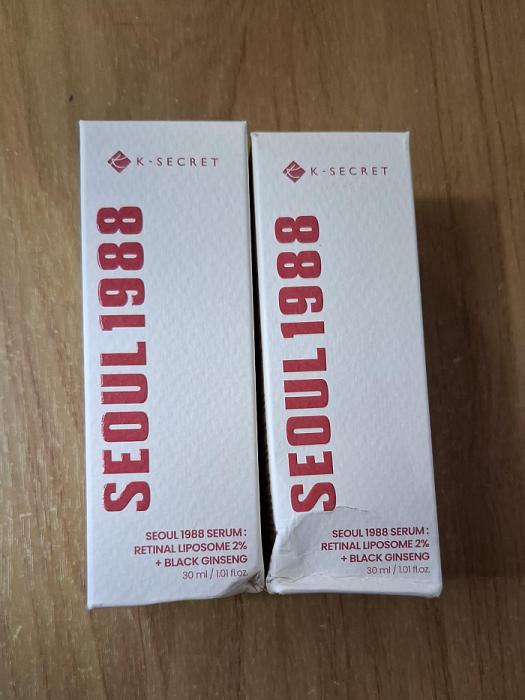 K-SECRET
SEOUL1988
SEOUL 1988 SERUM :
RETINAL LIPOSOME 2%
+ BLACK GINSENG
30 ml / 1.01 fl.oz.
K-SECRET
SEOUL1988
SEOUL 1988 SERUM :
RETINAL LIPOSOME 2%
+ BLACK GINSENG
30 ml / 1.01 fl.oz.